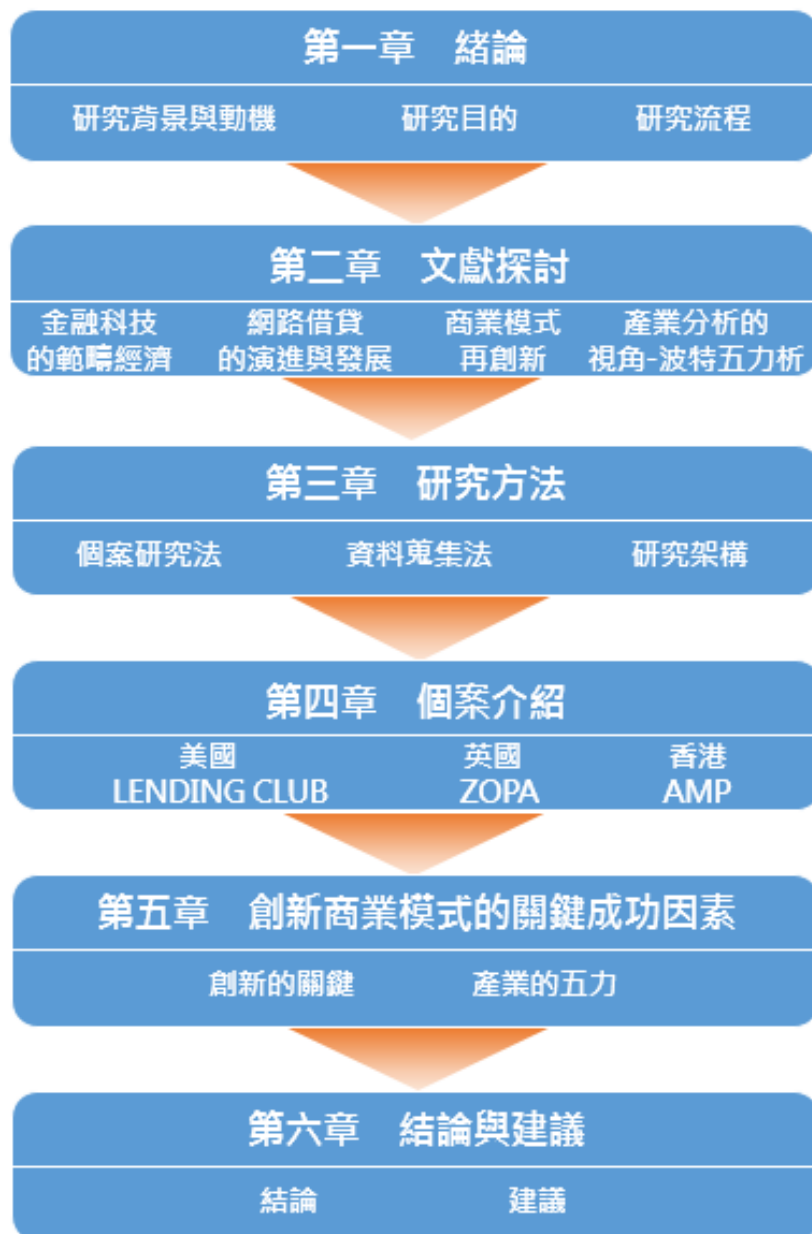 第一章 緒論
研究背景與動機 研究目的 研究流程
第二章 文獻探討
金融科技 網路借貸 商業模式 產業分析的
的範疇經濟 的演進與發展 再創新 視角-波特五力析
第三章 研究方法
個案研究法 資料蒐集法 研究架構
第四章 個案介紹
美國 英國 香港
LENDING CLUB ZOPA AMP
第五章 創新商業模式的關鍵成功因素
創新的關鍵 產業的五力
第六章 結論與建議
結論 建議